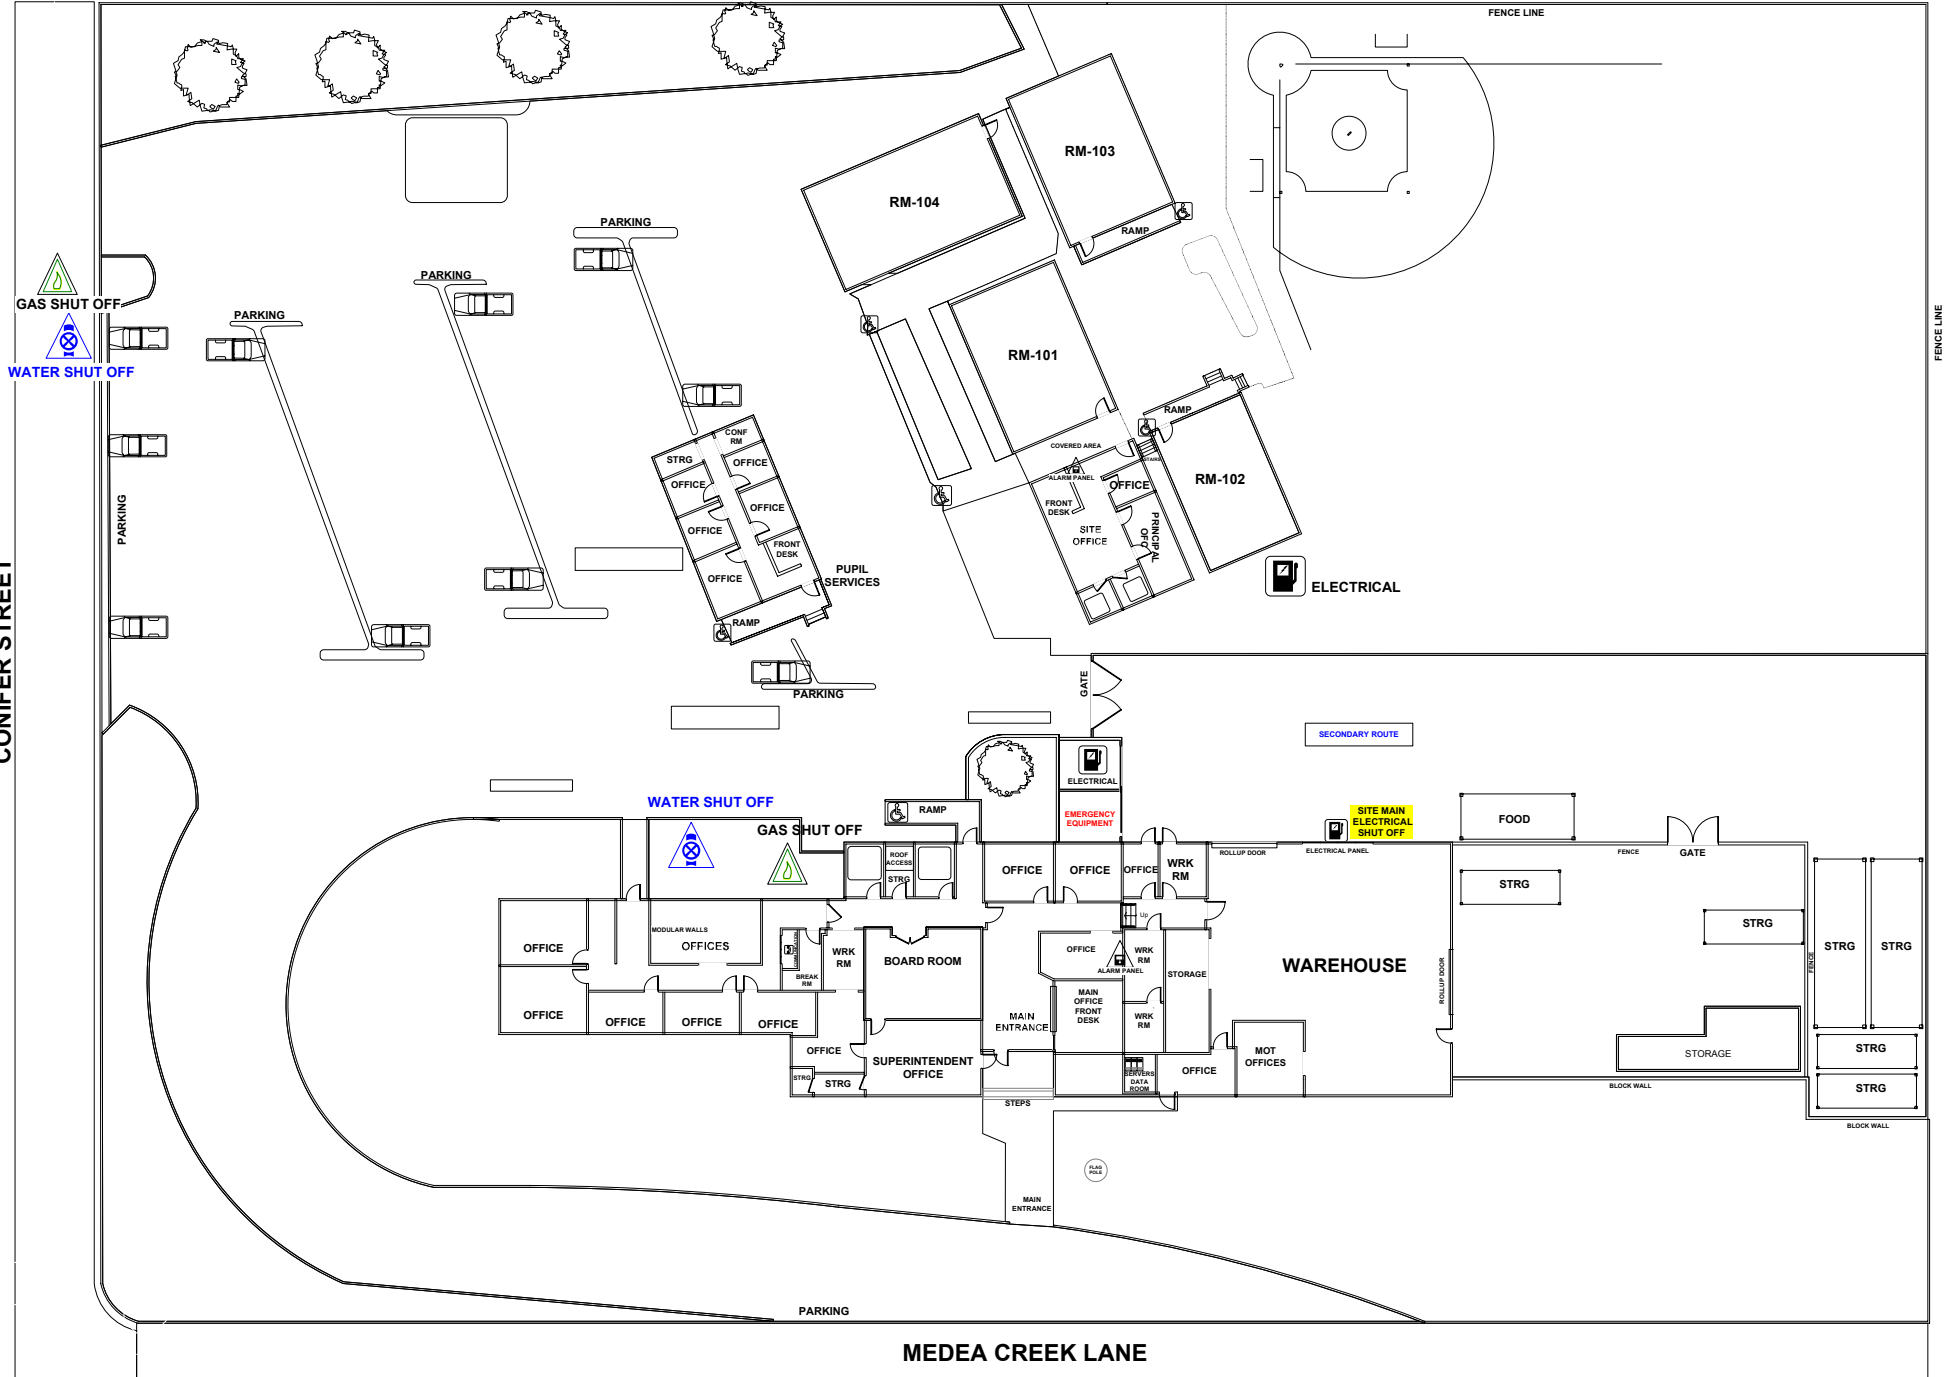 FENCE LINE
RM-103
RM-104
RAMP
PARKING
PARKING
PARKING
GAS SHUT OFF
WATER SHUT OFF
FENCE LINE
RM-101
RAMP
COVERED AREA
STAIRS
ALARM PANEL
OFFICE
FRONT
DESK
SITE
OFFICE
PRINCIPAL
OFC
RM-102
ELECTRICAL
PARKING
CONIFER STREET
CONF
RM
STRG
OFFICE
OFFICE
OFFICE
OFFICE
FRONT
DESK
OFFICE
PUPIL
SERVICES
RAMP
PARKING
GATE
SECONDARY ROUTE
ELECTRICAL
EMERGENCY
EQUIPMENT
WATER SHUT OFF
GAS SHUT OFF
RAMP
SITE MAIN
ELECTRICAL
SHUT OFF
FOOD
ROOF
ACCESS
STRG
OFFICE
OFFICE
OFFICE
WRK
RM
ROLLUP DOOR
ELECTRICAL PANEL
FENCE
GATE
STRG
STRG
STRG
STRG
FENCE
Up
OFFICE
MODULAR WALLS
OFFICES
BREAK
RM
WRK
RM
BOARD ROOM
OFFICE
ALARM PANEL
WRK
RM
STORAGE
WAREHOUSE
ROLLUP DOOR
OFFICE
OFFICE
OFFICE
OFFICE
MAIN
ENTRANCE
MAIN
OFFICE
FRONT
DESK
WRK
RM
OFFICE
SUPERINTENDENT
OFFICE
STRG
STRG
SERVERS
DATA
ROOM
OFFICE
MOT
OFFICES
STORAGE
STRG
STRG
BLOCK WALL
BLOCK WALL
STEPS
FLAG
POLE
MAIN
ENTRANCE
PARKING
MEDEA CREEK LANE